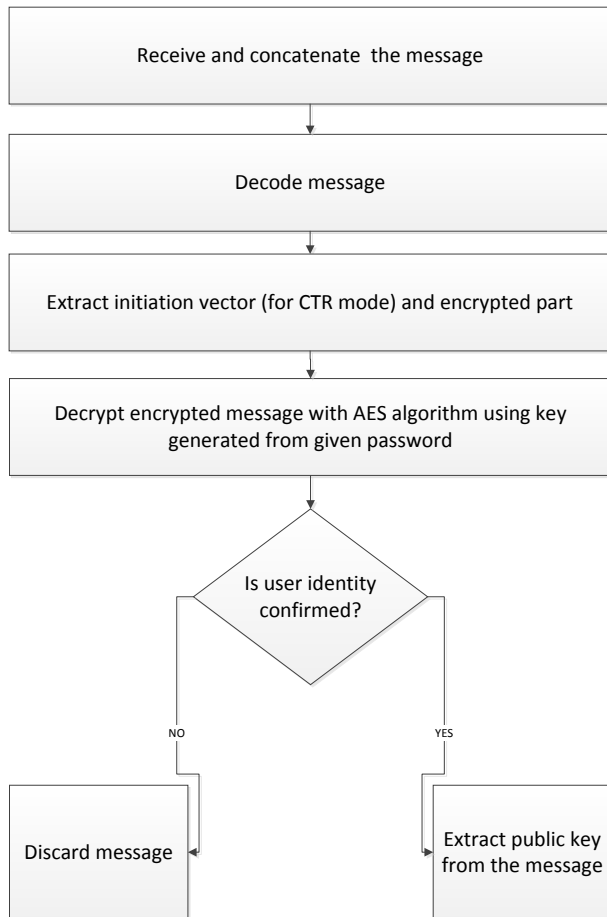 Receive and concatenate the message
Decode message
Extract initiation vector (for CTR mode) and encrypted part
Decrypt encrypted message with AES algorithm using key
generated from given password
Is user identity
confirmed?
NO
YES
Discard message
Extract public key
from the message